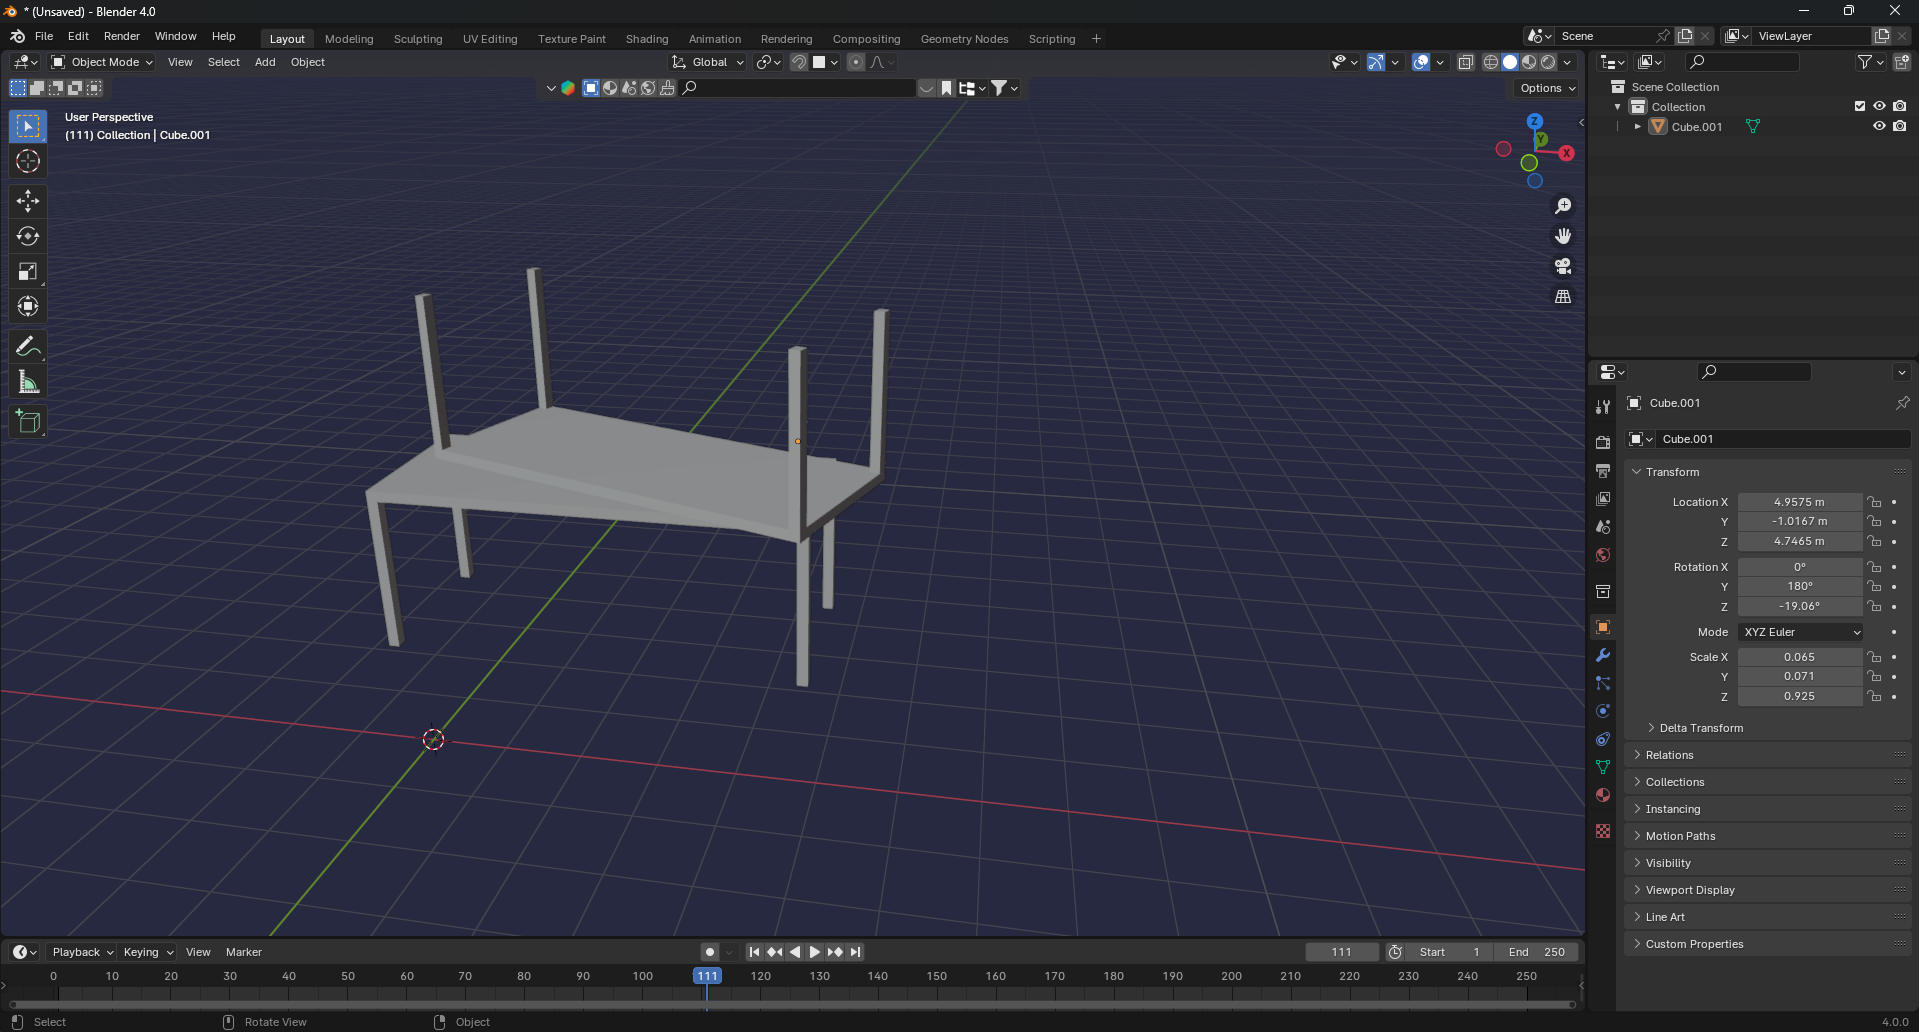 * (Unsaved) - Blender 4.0
File Edit Render Window Help
Layout Modeling Sculpting UV Editing Texture Paint Shading Animation Rendering Compositing Geometry Nodes Scripting +
Scene
ViewLayer
Object Mode View Select Add Object
Global
Options
User Perspective
(111) Collection | Cube.001
Z
Y
X
Scene Collection
Collection
Cube.001
Cube.001
Cube.001
Transform
Location X 4.9575 m
Y -1.0167 m
Z 4.7465 m
Rotation X 0°
Y 180°
Z -19.06°
Mode XYZ Euler
Scale X 0.065
Y 0.071
Z 0.925
Delta Transform
Relations
Collections
Instancing
Motion Paths
Visibility
Viewport Display
Line Art
Custom Properties
Playback Keying View Marker
111
Start 1
End 250
0 10 20 30 40 50 60 70 80 90 100 111 120 130 140 150 160 170 180 190 200 210 220 230 240 250
Select
Rotate View
Object
4.0.0